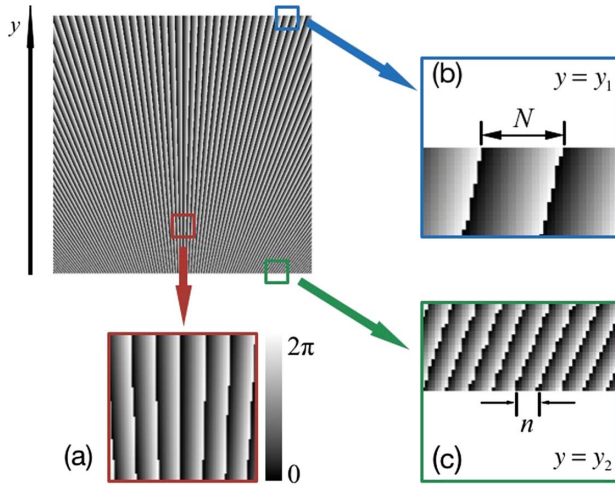 y
(b)
y = y₁
N
2π
(a)
0
n
(c)
y = y₂